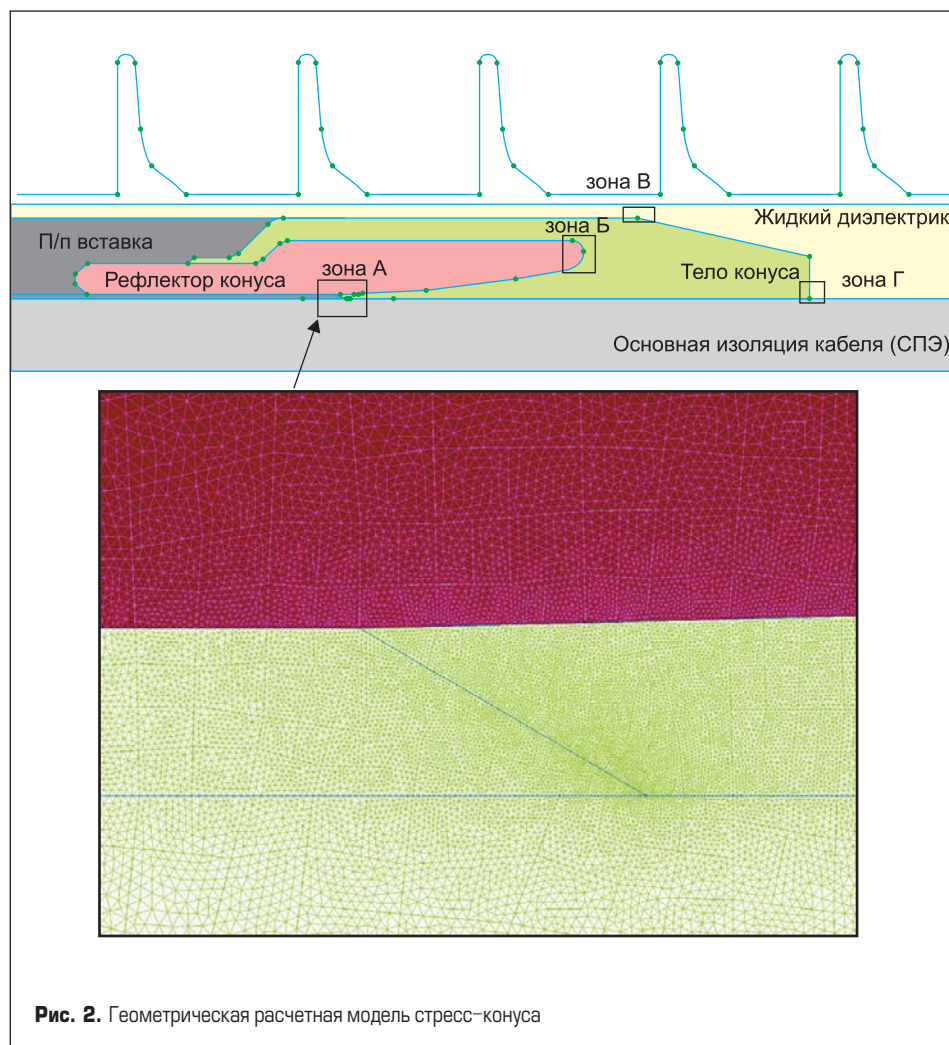 зона В
Жидкий диэлектрик
П/п вставка
зона Б
Рефлектор конуса
зона А
Тело конуса
зона Г
Основная изоляция кабеля (СПЭ)
Рис. 2. Геометрическая расчетная модель стресс-конуса